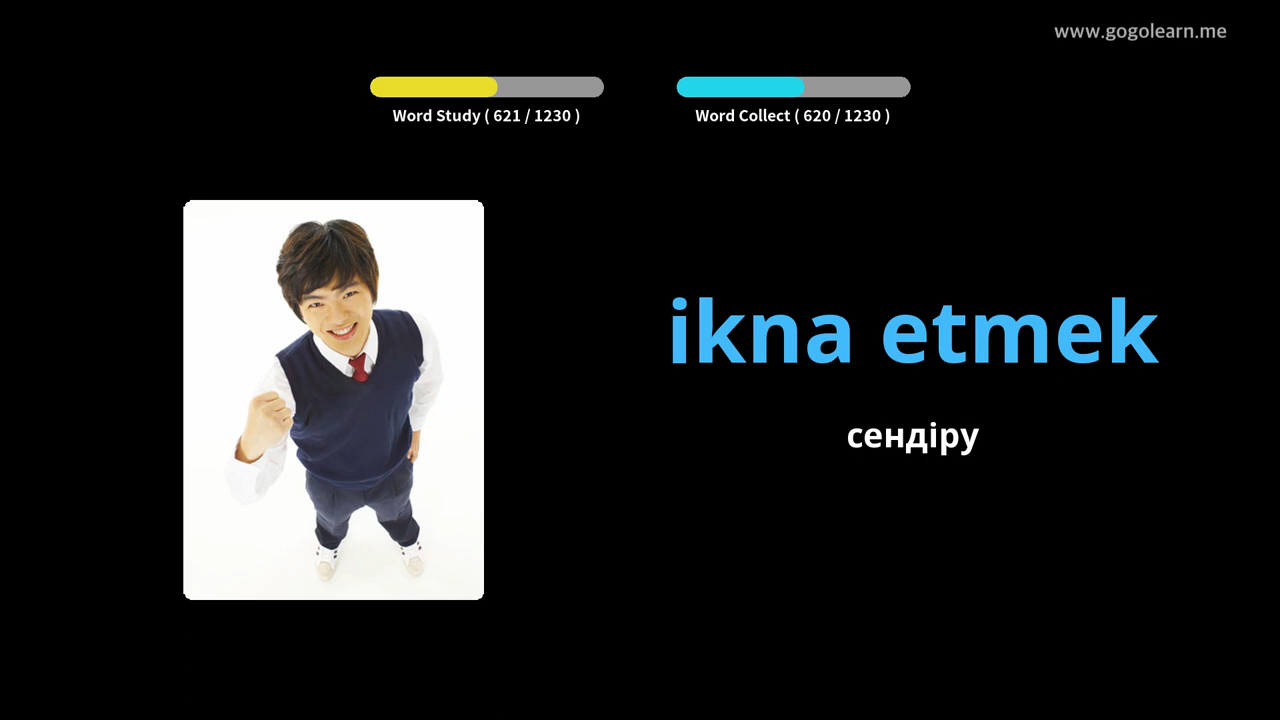 www.gogolearn.me
Word Study ( 621 / 1230 )
Word Collect ( 620 / 1230 )
ikna etmek
сендіру